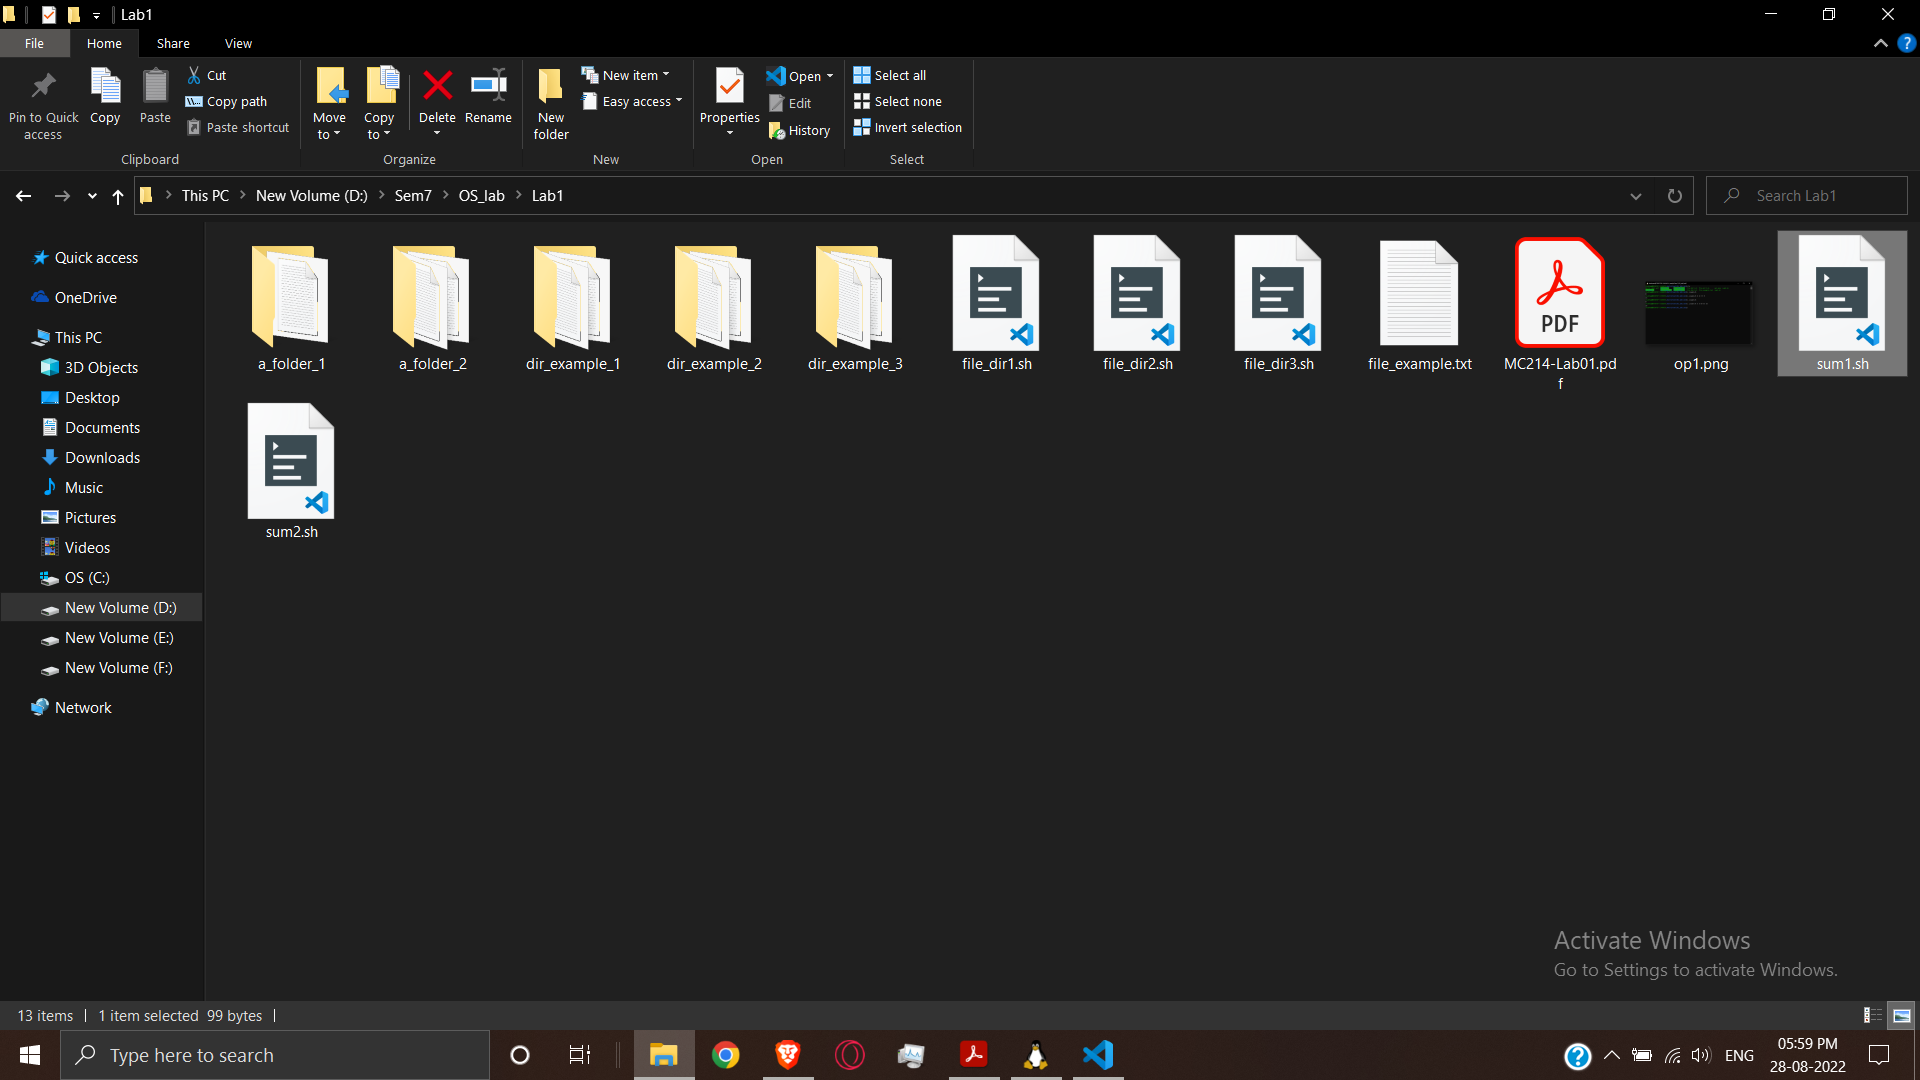 Lab1
File Home Share View
Pin to Quick access
Copy
Paste
Cut
Copy path
Paste shortcut
Clipboard
Move to
Copy to
Delete
Rename
Organize
New folder
New item
Easy access
New
Properties
Open
Edit
History
Open
Select all
Select none
Invert selection
Select
This PC New Volume (D:) Sem7 OS_lab Lab1
Search Lab1
Quick access
OneDrive
This PC
3D Objects
Desktop
Documents
Downloads
Music
Pictures
Videos
OS (C:)
New Volume (D:)
New Volume (E:)
New Volume (F:)
Network
a_folder_1
a_folder_2
dir_example_1
dir_example_2
dir_example_3
file_dir1.sh
file_dir2.sh
file_dir3.sh
file_example.txt
PDF
MC214-Lab01.pd
f
op1.png
sum1.sh
sum2.sh
Activate Windows
Go to Settings to activate Windows.
13 items 1 item selected 99 bytes
Type here to search
ENG
05:59 PM
28-08-2022